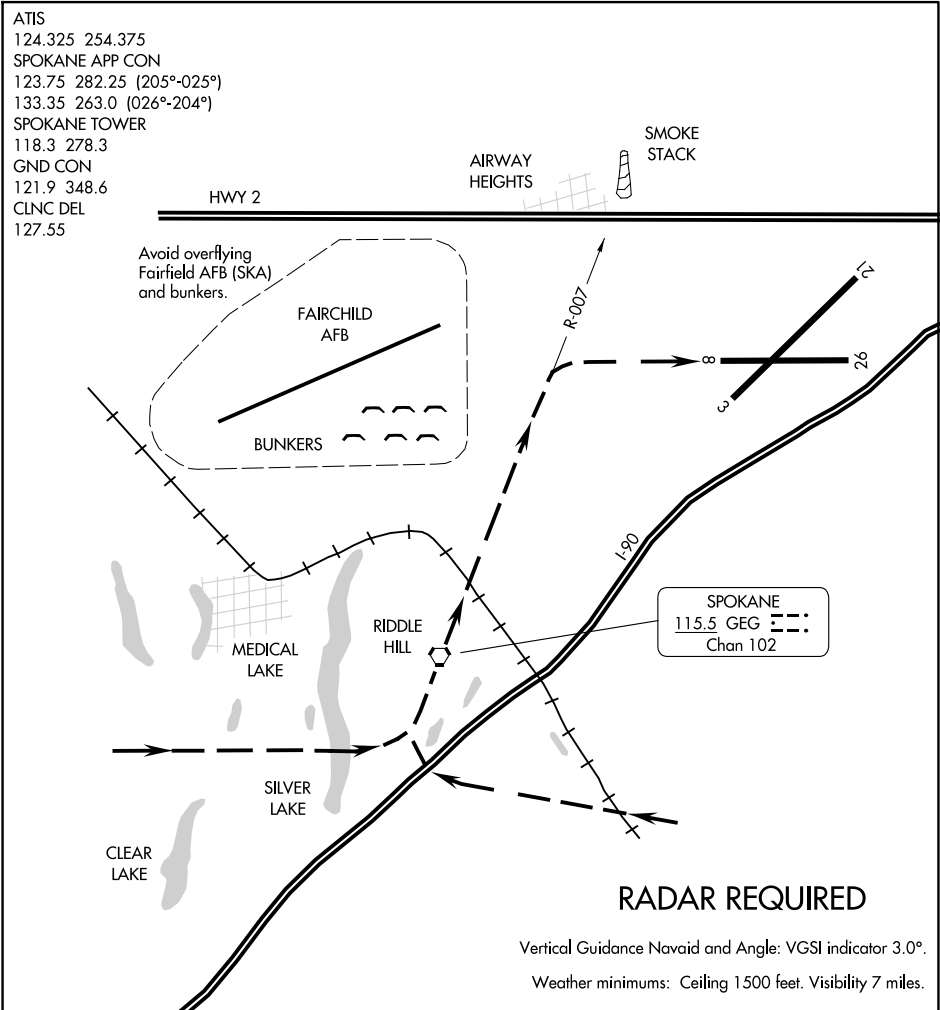 ATIS
124.325 254.375
SPOKANE APP CON
123.75 282.25 (205°-025°)
133.35 263.0 (026°-204°)
SPOKANE TOWER
118.3 278.3
GND CON
121.9 348.6
CLNC DEL
127.55
HWY 2
AIRWAY
HEIGHTS
SMOKE
STACK
Avoid overflying
Fairfield AFB (SKA)
and bunkers.
FAIRCHILD
AFB
BUNKERS
R-007
21
8
26
3
I-90
SPOKANE
115.5 GEG
Chan 102
RIDDLE
HILL
MEDICAL
LAKE
SILVER
LAKE
CLEAR
LAKE
RADAR REQUIRED
Vertical Guidance Navaid and Angle: VGSI indicator 3.0°.
Weather minimums: Ceiling 1500 feet. Visibility 7 miles.